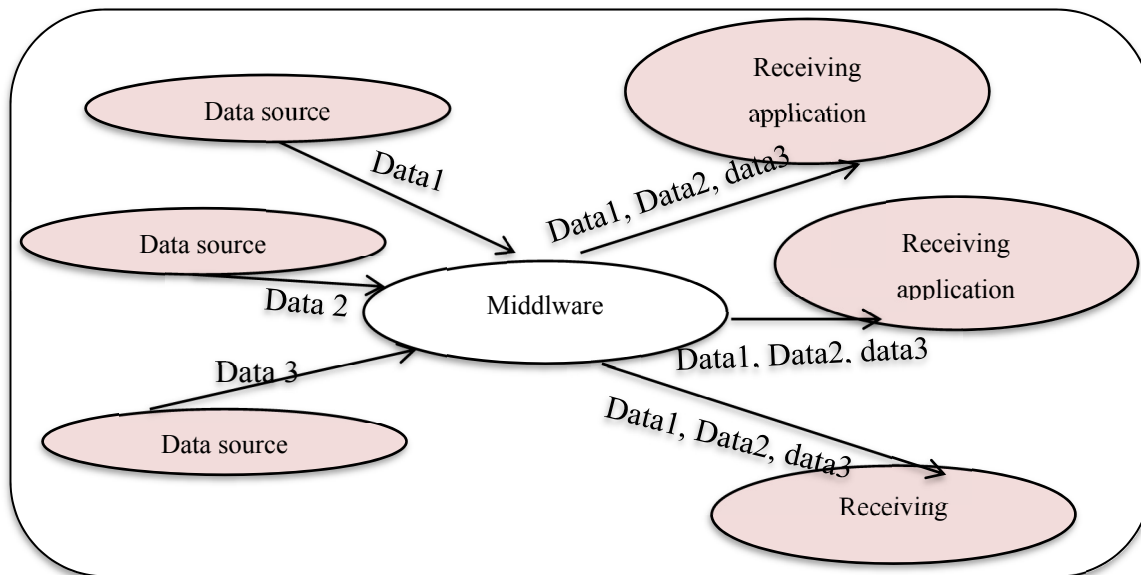 Data source
Data1
Data source
Data 2
Data 3
Data source
Middlware
Receiving
application
Data1, Data2, data3
Receiving
application
Data1, Data2, data3
Data1, Data2, data3
Receiving